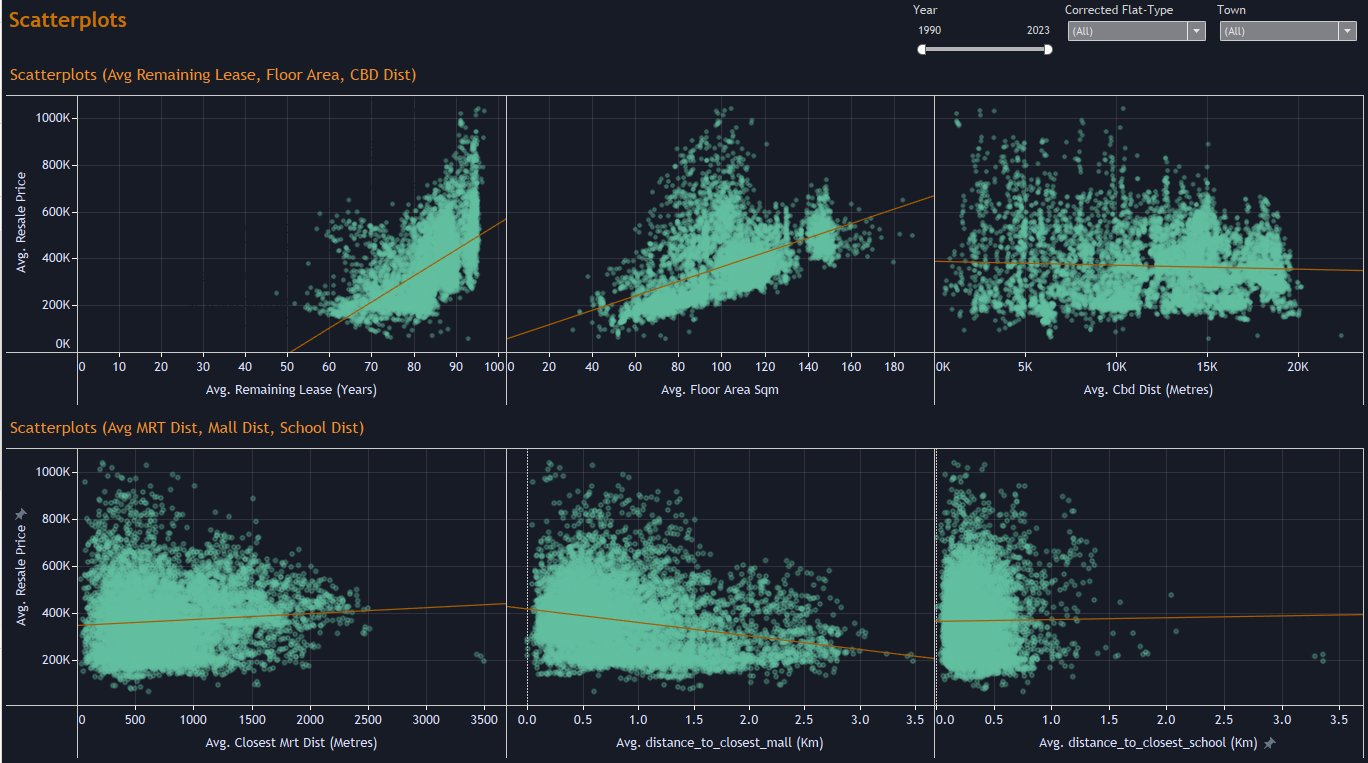 Scatterplots
Year
1990 2023
Corrected Flat-Type
(All)
Town
(All)
Scatterplots (Avg Remaining Lease, Floor Area, CBD Dist)
Avg. Resale Price
1000K
800K
600K
400K
200K
0K
0 10 20 30 40 50 60 70 80 90 100
Avg. Remaining Lease (Years)
0 20 40 60 80 100 120 140 160 180
Avg. Floor Area Sqm
0K 5K 10K 15K 20K
Avg. Cbd Dist (Metres)
Scatterplots (Avg MRT Dist, Mall Dist, School Dist)
Avg. Resale Price
1000K
800K
600K
400K
200K
0 500 1000 1500 2000 2500 3000 3500
Avg. Closest Mrt Dist (Metres)
0.0 0.5 1.0 1.5 2.0 2.5 3.0 3.5
Avg. distance_to_closest_mall (Km)
0.0 0.5 1.0 1.5 2.0 2.5 3.0 3.5
Avg. distance_to_closest_school (Km)